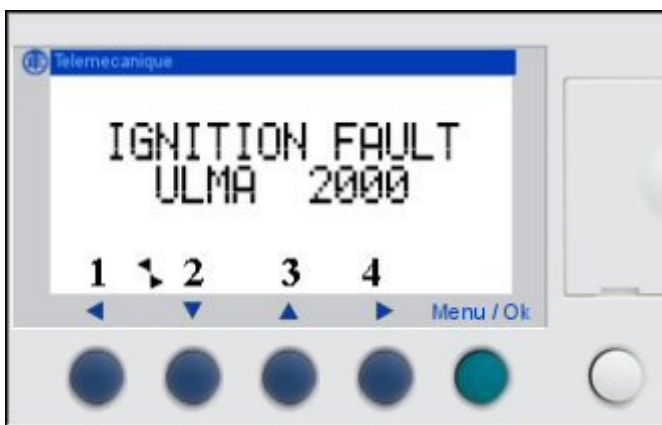 Telemecanique
IGNITION FAULT
ULMA 2000
1 2 3 4
Menu / Ok